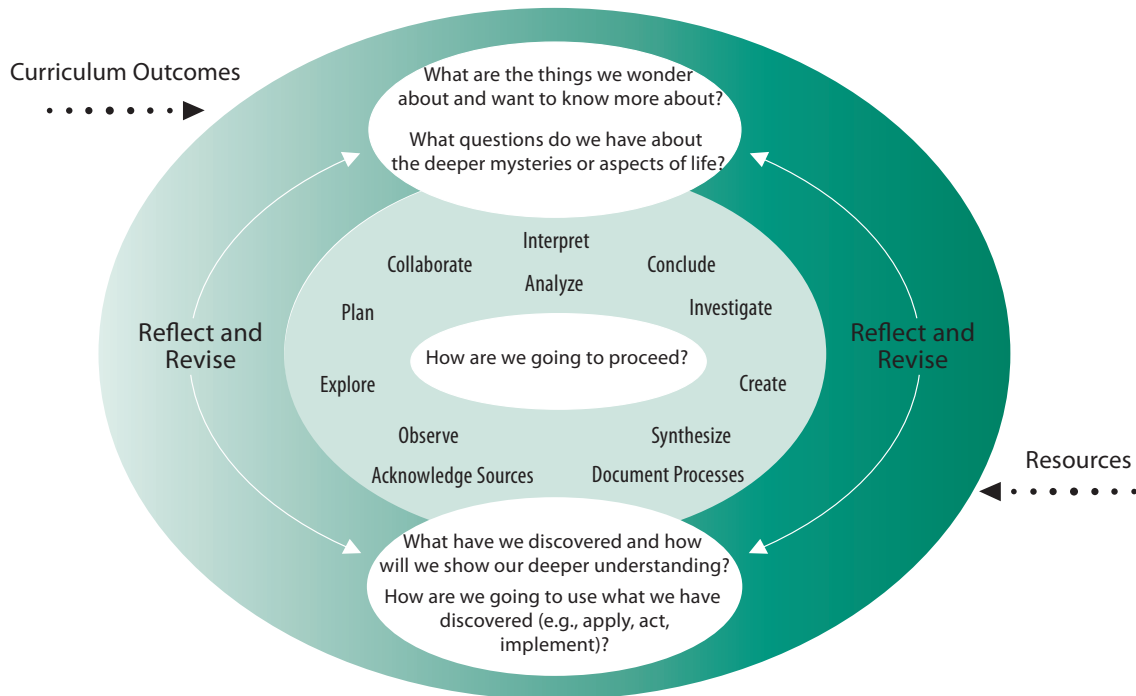 Curriculum Outcomes
What are the things we wonder
about and want to know more about?
What questions do we have about
the deeper mysteries or aspects of life?
Interpret
Collaborate
Conclude
Analyze
Plan
Investigate
Reflect and
Revise
How are we going to proceed?
Reflect and
Revise
Explore
Create
Observe
Synthesize
Acknowledge Sources
Document Processes
Resources
What have we discovered and how
will we show our deeper understanding?
How are we going to use what we have
discovered (e.g., apply, act,
implement)?